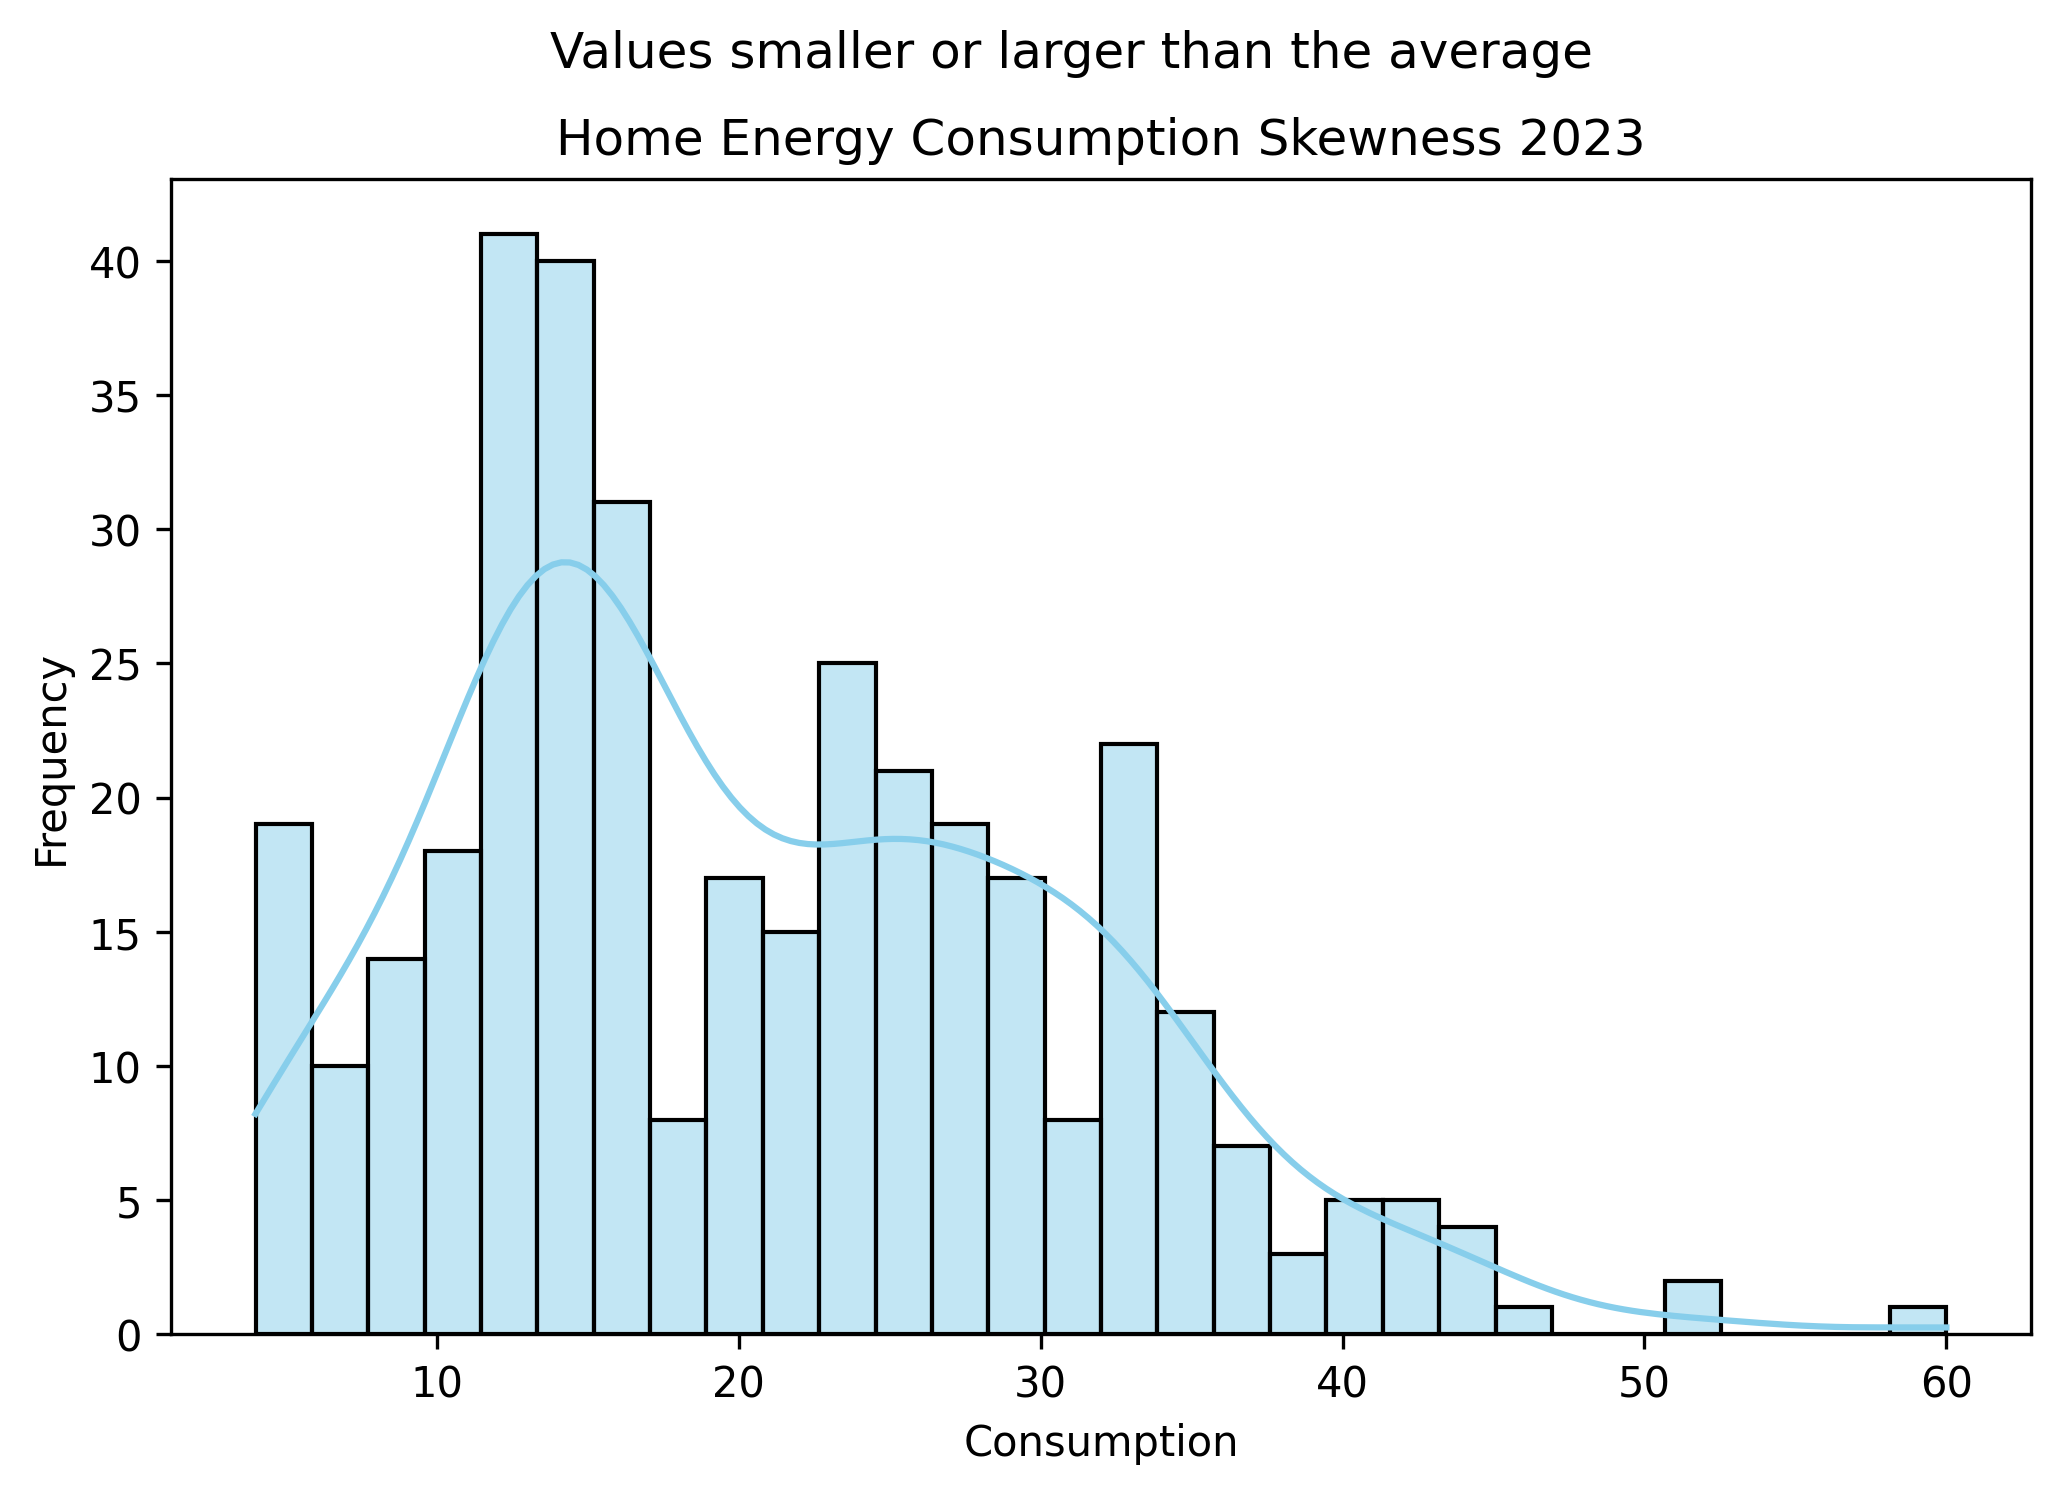 Values smaller or larger than the average
Home Energy Consumption Skewness 2023
Frequency
40
35
30
25
20
15
10
5
0
10 20 30 40 50 60
Consumption